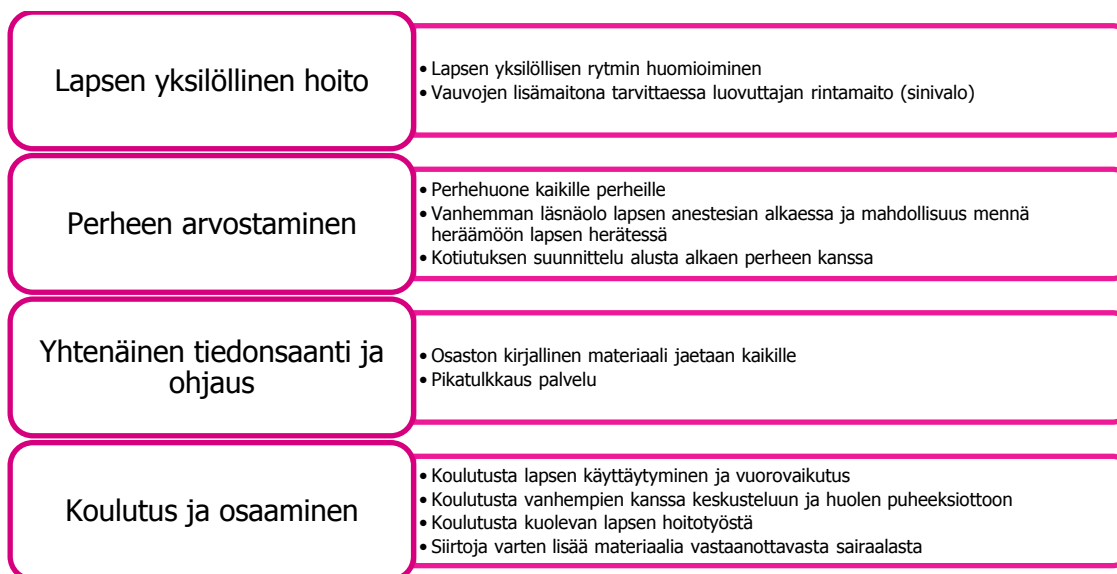 Lapsen yksilöllinen hoito
• Lapsen yksilöllisen rytmin huomioiminen
• Vauvojen lisämaitona tarvittaessa luovuttajan rintamaito (sinivalo)
Perheen arvostaminen
• Perhehuone kaikille perheille
• Vanhemman läsnäolo lapsen anestesian alkaessa ja mahdollisuus mennä
heräämöön lapsen herätessä
• Kotiutuksen suunnittelu alusta alkaen perheen kanssa
Yhtenäinen tiedonsaanti ja
ohjaus
• Osaston kirjallinen materiaali jaetaan kaikille
• Pikatulkkaus palvelu
Koulutus ja osaaminen
• Koulutusta lapsen käyttäytyminen ja vuorovaikutus
• Koulutusta vanhempien kanssa keskusteluun ja huolen puheeksiottoon
• Koulutusta kuolevan lapsen hoitotyöstä
• Siirtoja varten lisää materiaalia vastaanottavasta sairaalasta